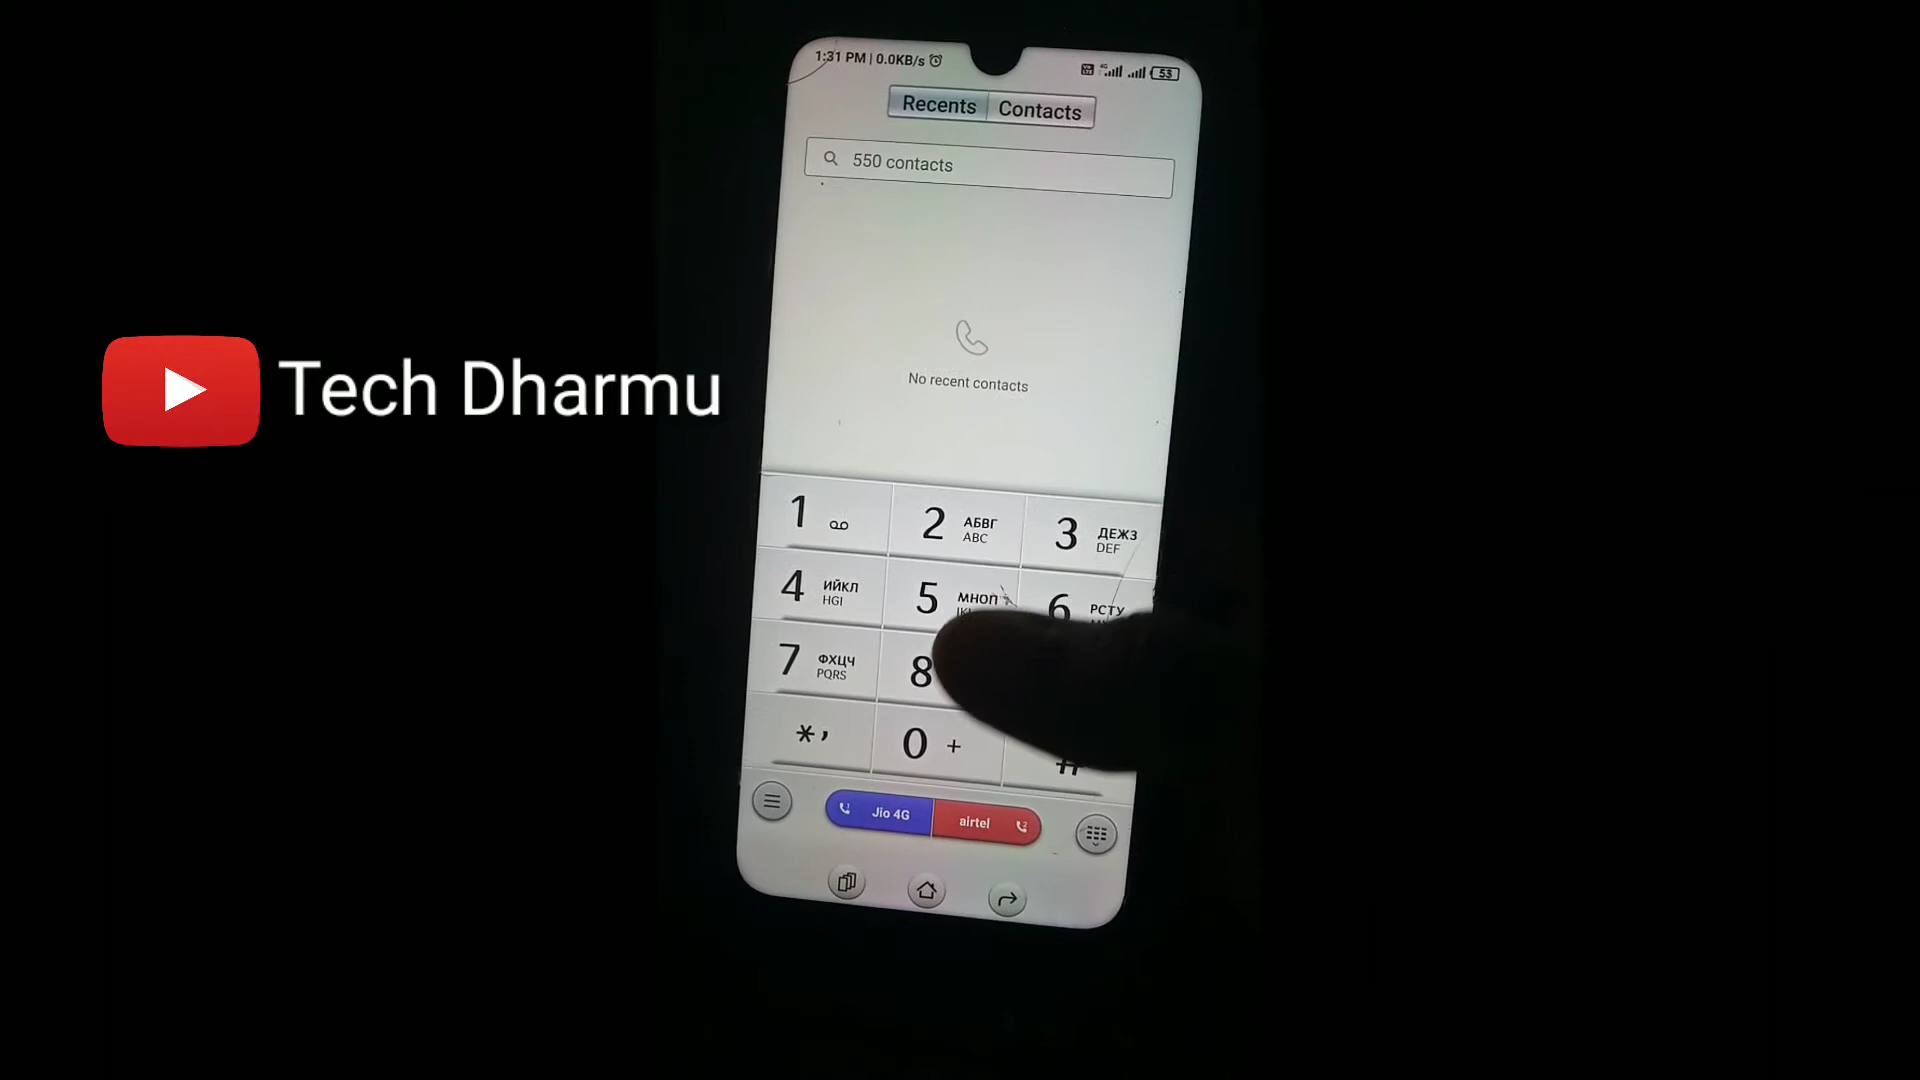 1:31 PM | 0.0KB/s
53
Recents Contacts
550 contacts
Tech Dharmu
No recent contacts
1 2 АБВГ ABC 3 ДЕЖЗ DEF
4 ИЙКЛ HGI 5 МНОП 6 РСТУ
7 ФХЦЧ PQRS 8
* , 0 + #
Jio 4G airtel